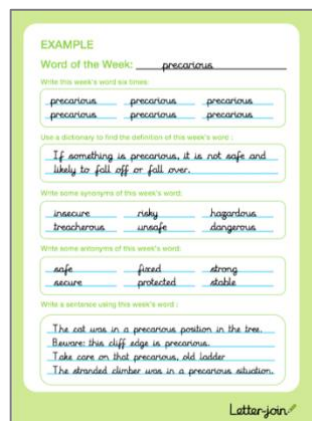 EXAMPLE
Word of the Week: precarious
Write this week's word six times:
precarious precarious precarious
precarious precarious precarious
Use a dictionary to find the definition of this week's word :
If something is precarious, it is not safe and
likely to fall off or fall over.
Write some synonyms of this week's word:
insecure risky hazardous
treacherous unsafe dangerous
Write some antonyms of this week's word:
safe fixed strong
secure protected stable
Write a sentence using this week's word :
The cat was in a precarious position in the tree.
Beware: this cliff edge is precarious.
Take care on that precarious, old ladder
The stranded climber was in a precarious situation.
Letter-join